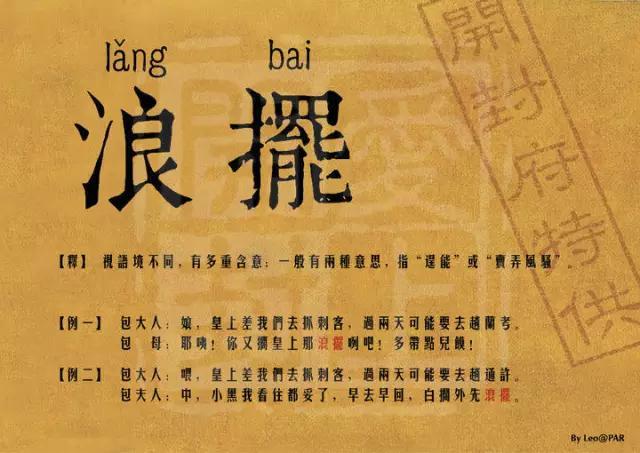 lǎng bai
浪擺
開封府特供
【釋】 視語境不同，有多重含意；一般有兩種意思，指“逞能”或“賣弄風騷”。
【例一】 包大人：娘，皇上差我們去抓刺客，過兩天可能要去趟蘭考。
包 母：耶咦！你又擱皇上那浪擺咧吧！多帶點兒饃！
【例二】 包大人：喂，皇上差我們去抓刺客，過兩天可能要去趟通許。
包夫人：中，小黑我看住都妥了，早去早回，白擱外先浪擺。
By Leo@PAR